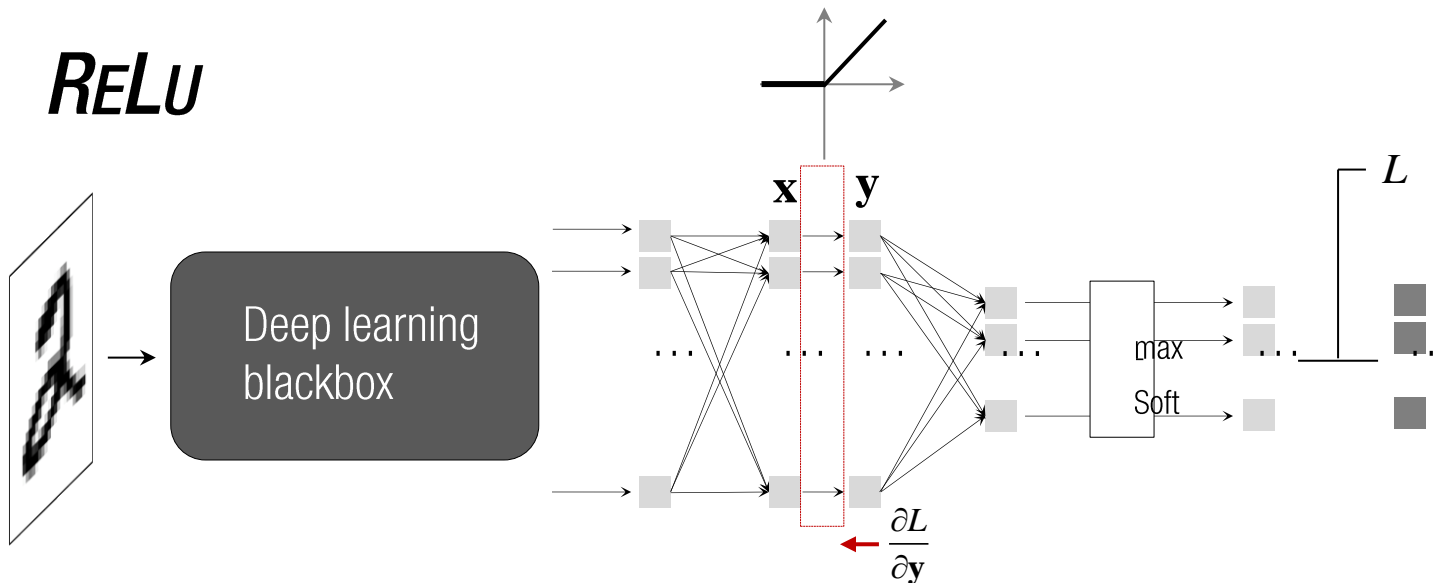 RELU
L
x y
Deep learning
blackbox
... ... ... ... ... ...
max
Soft
∂L
∂y